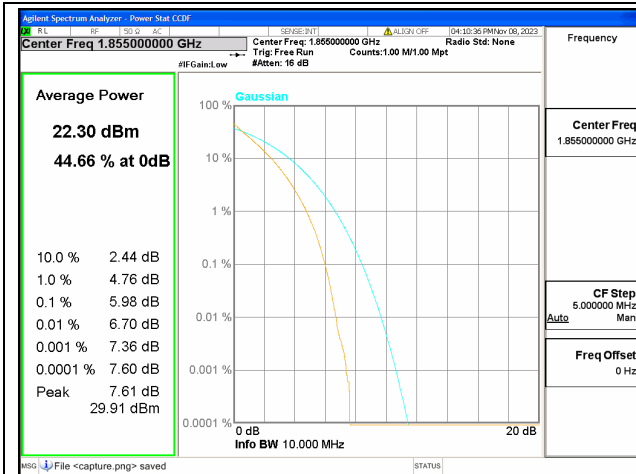 Agilent Spectrum Analyzer - Power Stat CCDF
RL RF 50 Ω AC SENSE:INT ALIGN OFF 04:10:36 PM Nov 08, 2023
Center Freq 1.855000000 GHz
Center Freq: 1.855000000 GHz Radio Std: None
Trig: Free Run Counts:1.00 M/1.00 Mpt
#IFGain:Low #Atten: 16 dB
Frequency
Average Power
22.30 dBm
44.66 % at 0dB
10.0 % 2.44 dB
1.0 % 4.76 dB
0.1 % 5.98 dB
0.01 % 6.70 dB
0.001 % 7.36 dB
0.0001 % 7.60 dB
Peak 7.61 dB
29.91 dBm
Gaussian
100 %
10 %
1 %
0.1 %
0.01 %
0.001 %
0.0001 %
0 dB 20 dB
Info BW 10.000 MHz
Center Freq
1.855000000 GHz
CF Step
5.000000 MHz
Auto Man
Freq Offset
0 Hz
MSG File <capture.png> saved STATUS